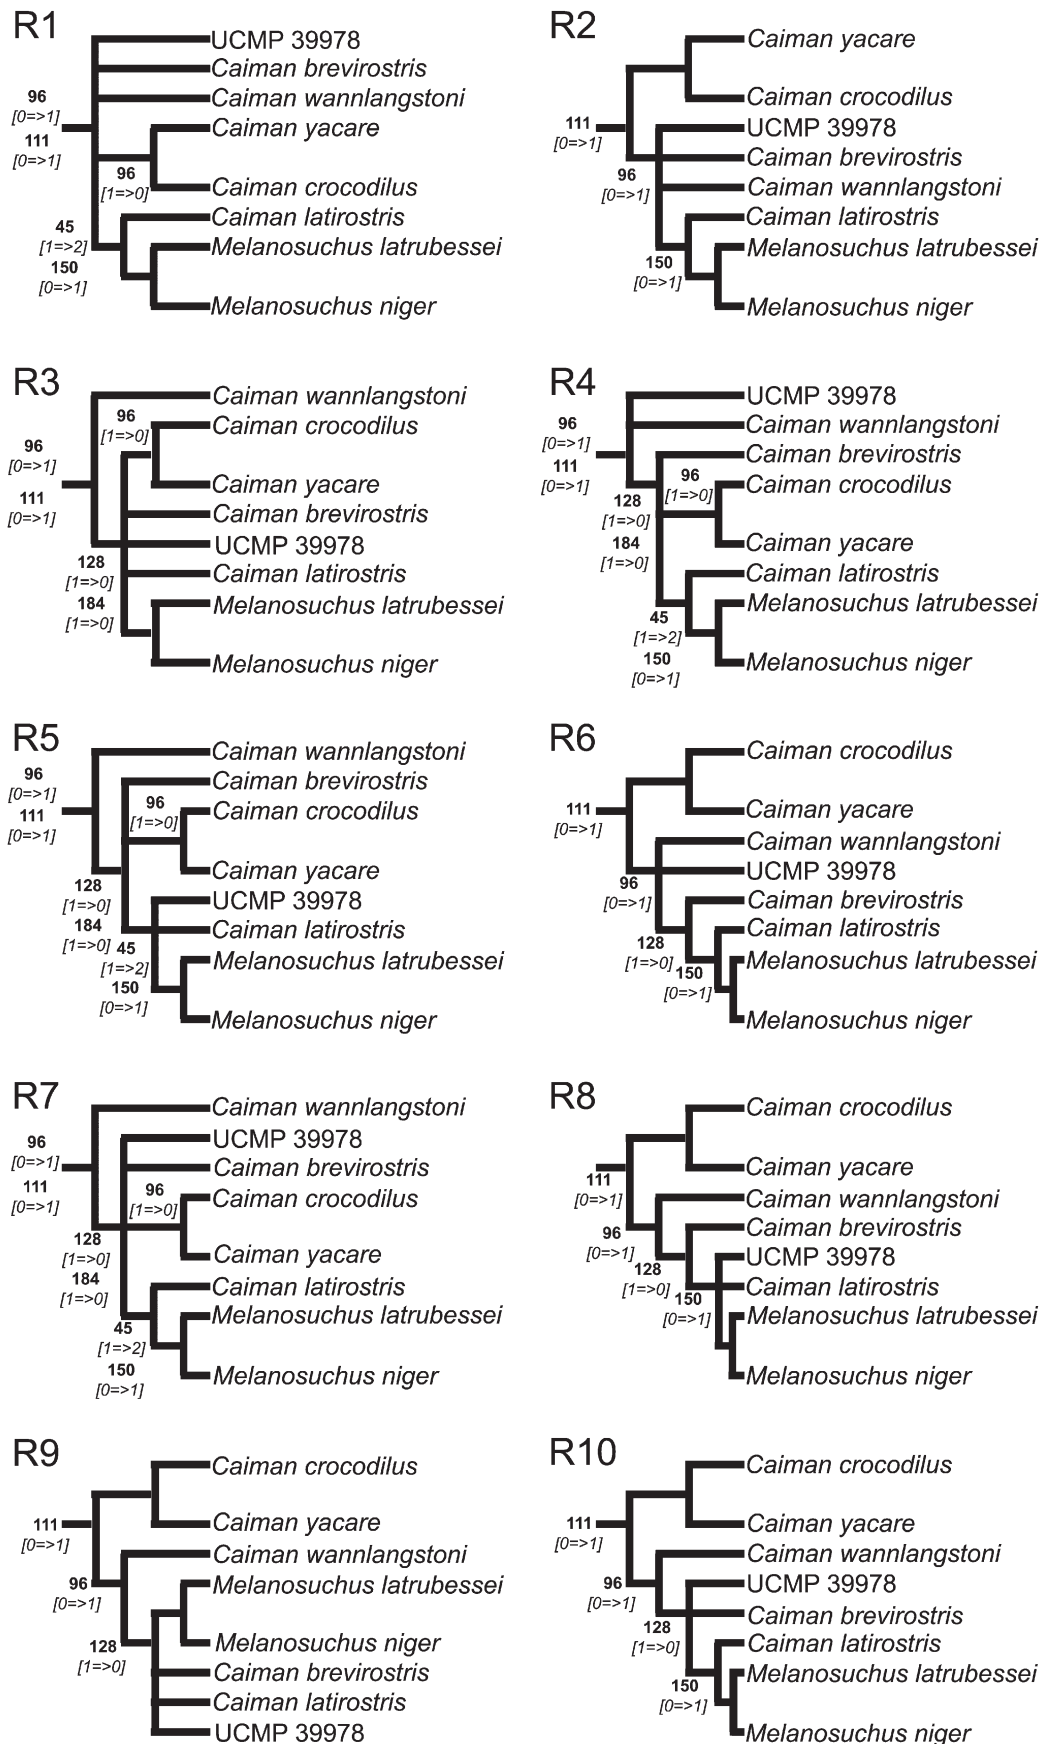 R1
UCMP 39978
Caiman brevirostris
Caiman wannlangstoni
Caiman yacare
Caiman crocodilus
Caiman latirostris
Melanosuchus latrubessei
Melanosuchus niger
96
[0=>1]
111
[0=>1]
96
[1=>0]
45
[1=>2]
150
[0=>1]
R2
Caiman yacare
Caiman crocodilus
UCMP 39978
Caiman brevirostris
Caiman wannlangstoni
Caiman latirostris
Melanosuchus latrubessei
Melanosuchus niger
111
[0=>1]
96
[0=>1]
150
[0=>1]
R3
Caiman wannlangstoni
Caiman crocodilus
Caiman yacare
Caiman brevirostris
UCMP 39978
Caiman latirostris
Melanosuchus latrubessei
Melanosuchus niger
96
[1=>0]
96
[0=>1]
111
[0=>1]
128
[1=>0]
184
[1=>0]
R4
UCMP 39978
Caiman wannlangstoni
Caiman brevirostris
Caiman crocodilus
Caiman yacare
Caiman latirostris
Melanosuchus latrubessei
Melanosuchus niger
96
[0=>1]
111
[0=>1]
96
[1=>0]
128
[1=>0]
184
[1=>0]
45
[1=>2]
150
[0=>1]
R5
Caiman wannlangstoni
Caiman brevirostris
Caiman crocodilus
Caiman yacare
UCMP 39978
Caiman latirostris
Melanosuchus latrubessei
Melanosuchus niger
96
[0=>1]
111
[0=>1]
96
[1=>0]
128
[1=>0]
184
[1=>0]
45
[1=>2]
150
[0=>1]
R6
Caiman crocodilus
Caiman yacare
Caiman wannlangstoni
UCMP 39978
Caiman brevirostris
Caiman latirostris
Melanosuchus latrubessei
Melanosuchus niger
111
[0=>1]
96
[0=>1]
128
[1=>0]
150
[0=>1]
R7
Caiman wannlangstoni
UCMP 39978
Caiman brevirostris
Caiman crocodilus
Caiman yacare
Caiman latirostris
Melanosuchus latrubessei
Melanosuchus niger
96
[0=>1]
111
[0=>1]
96
[1=>0]
128
[1=>0]
184
[1=>0]
45
[1=>2]
150
[0=>1]
R8
Caiman crocodilus
Caiman yacare
Caiman wannlangstoni
Caiman brevirostris
UCMP 39978
Caiman latirostris
Melanosuchus latrubessei
Melanosuchus niger
111
[0=>1]
96
[0=>1]
128
[1=>0]
150
[0=>1]
R9
Caiman crocodilus
Caiman yacare
Caiman wannlangstoni
Melanosuchus latrubessei
Melanosuchus niger
Caiman brevirostris
Caiman latirostris
UCMP 39978
111
[0=>1]
96
[0=>1]
128
[1=>0]
R10
Caiman crocodilus
Caiman yacare
Caiman wannlangstoni
UCMP 39978
Caiman brevirostris
Caiman latirostris
Melanosuchus latrubessei
Melanosuchus niger
111
[0=>1]
96
[0=>1]
128
[1=>0]
150
[0=>1]